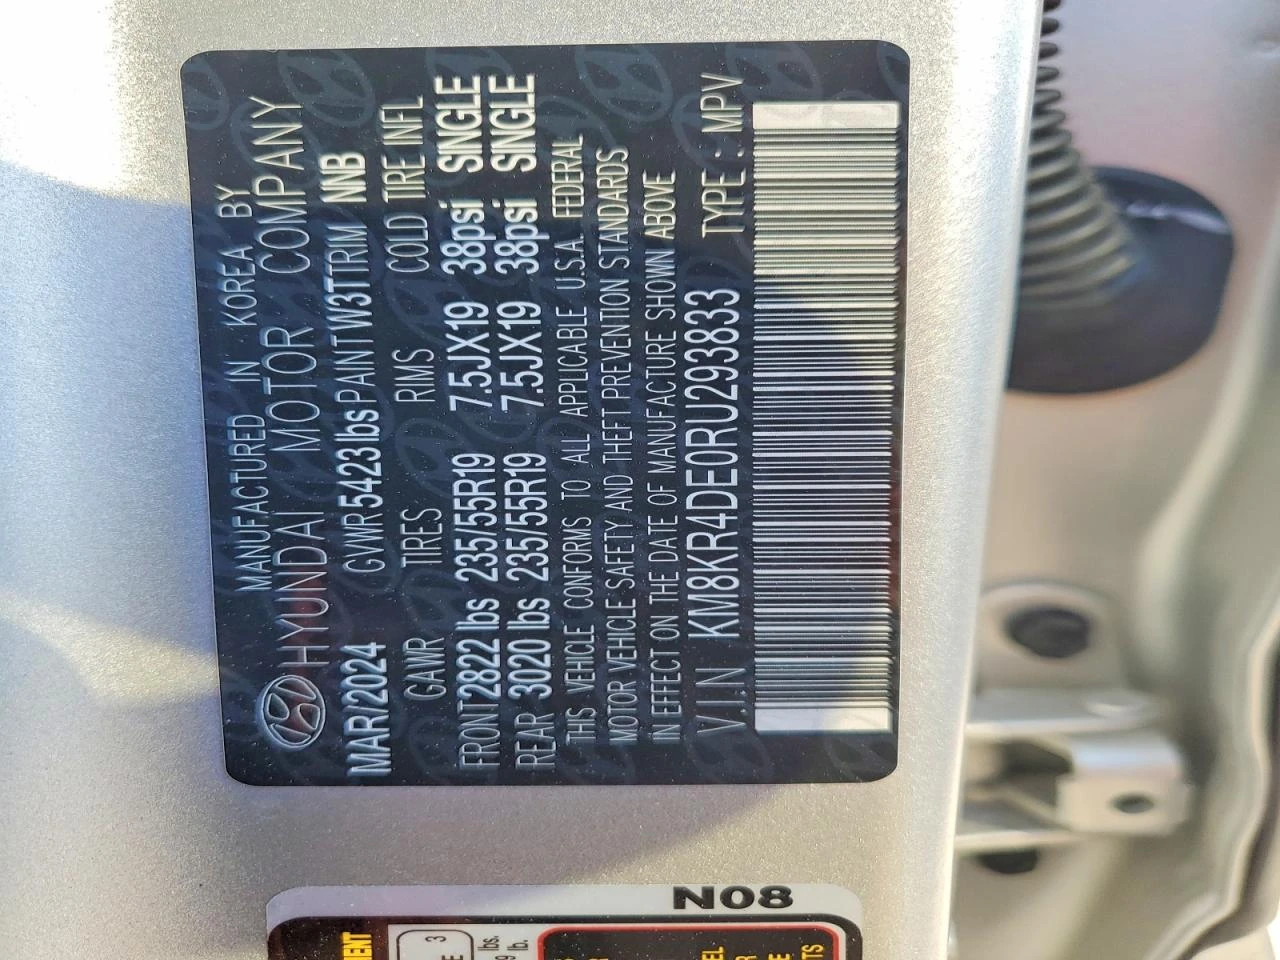 MANUFACTURED IN KOREA BY
HYUNDAI MOTOR COMPANY
MAR/2024 GVWR 5423 lbs PAINT W3T TRIM NNB
GAWR TIRES RIMS COLD TIRE INFL
FRONT 2822 lbs 235/55R19 7.5JX19 38psi SINGLE
REAR 3020 lbs 235/55R19 7.5JX19 38psi SINGLE
THIS VEHICLE CONFORMS TO ALL APPLICABLE U.S.A FEDERAL
MOTOR VEHICLE SAFETY AND THEFT PREVENTION STANDARDS
IN EFFECT ON THE DATE OF MANUFACTURE SHOWN ABOVE
V.I.N KM8KR4DE0RU293833 TYPE : MPV
N08
3
lbs.
lb.